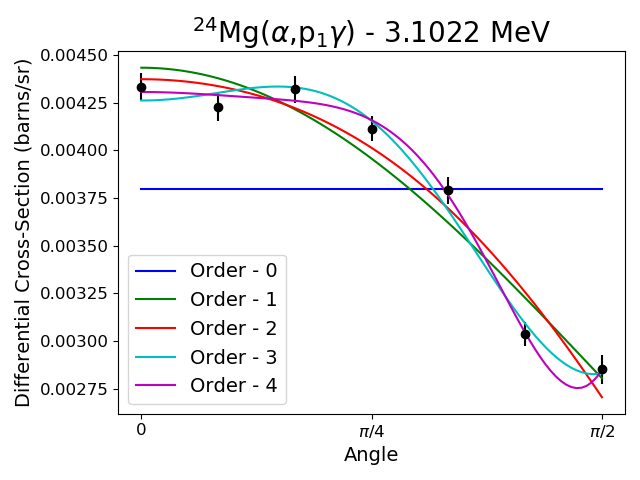 ²⁴Mg(α,p₁γ) - 3.1022 MeV
Differential Cross-Section (barns/sr)
0.00450
0.00425
0.00400
0.00375
0.00350
0.00325
0.00300
0.00275
Order - 0
Order - 1
Order - 2
Order - 3
Order - 4
0 π/4 π/2
Angle